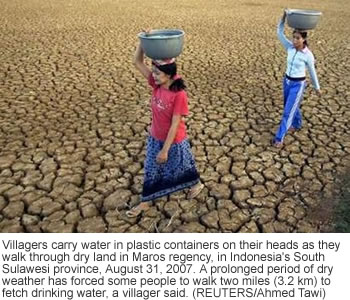 Villagers carry water in plastic containers on their heads as they
walk through dry land in Maros regency, in Indonesia's South
Sulawesi province, August 31, 2007. A prolonged period of dry
weather has forced some people to walk two miles (3.2 km) to
fetch drinking water, a villager said. (REUTERS/Ahmed Tawi)